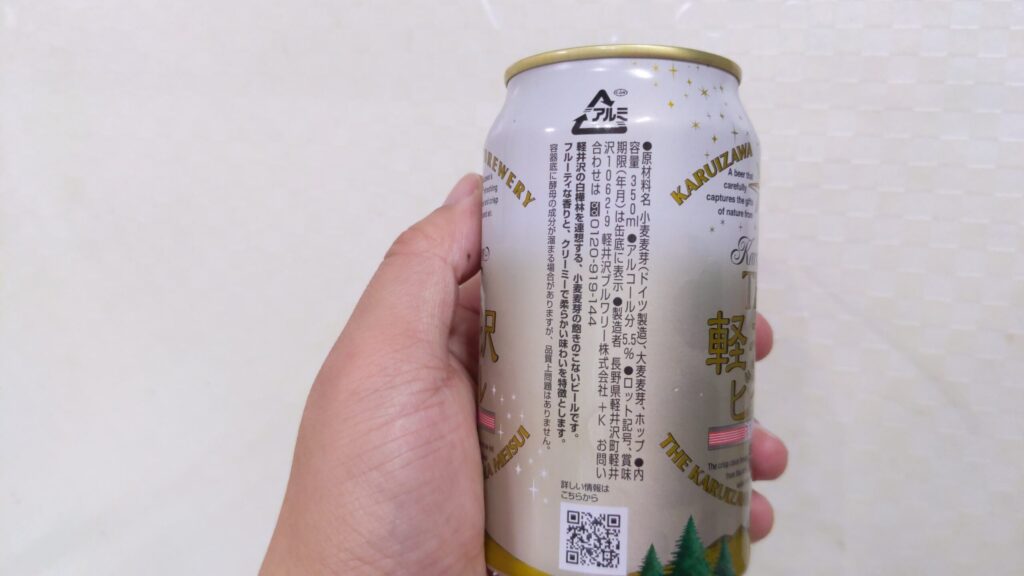 アルミ
●原材料名 小麦麦芽(ドイツ製造)、大麦麦芽、ホップ ●内
容量 350ml ●アルコール分 5.5% ●ロット記号、賞味
期限(年月)は缶底に表示 ●製造者 長野県軽井沢町軽井
沢1062-9 軽井沢ブルワリー株式会社 +K お問い
合わせは 0120-919-144
軽井沢の白樺林を連想する、小麦麦芽の飽きのこないビールです。
フルーティな香りと、クリーミーで柔らかい味わいを特徴とします。
容器底に酵母の成分が溜まる場合がありますが、品質上問題はありません。
詳しい情報は
こちらから
KARUIZAWA
A beer that
carefully
captures the gifts
of nature from
軽
ビ
THE KARUIZA
The crisp, clear
BREWERY
and crisp
沢
MEISUI